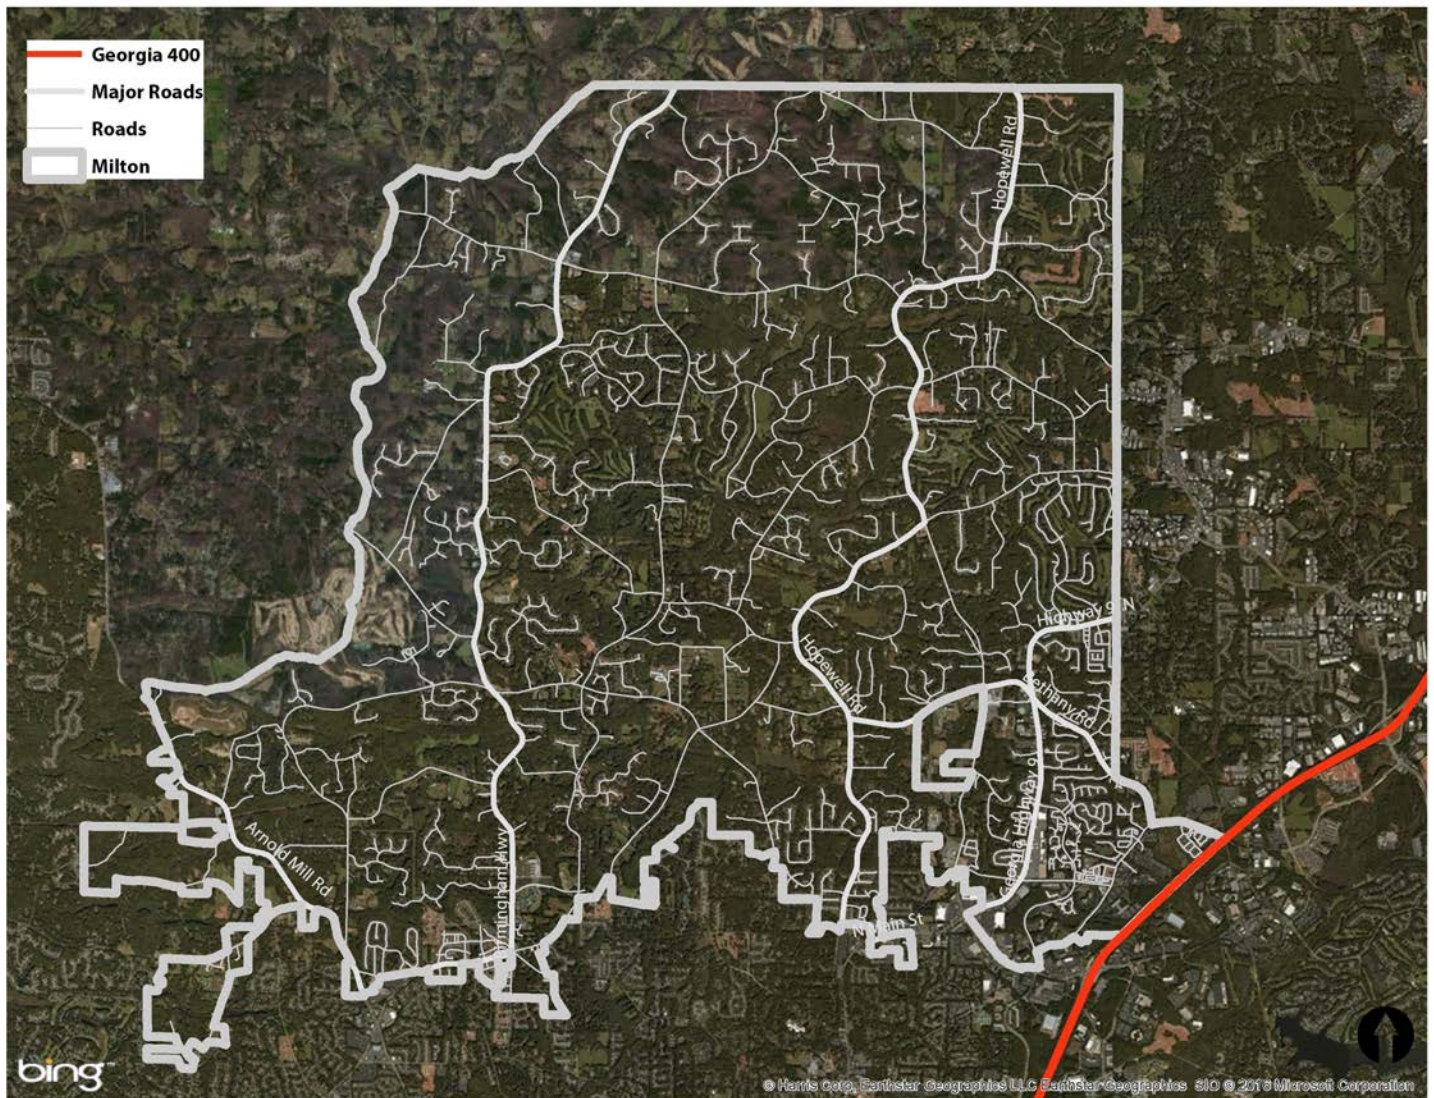 Georgia 400
Major Roads
Roads
Milton
Hopewell Rd
Highway 9 N
Hopewell Rd
Bethany Rd
Georgia Highway 9
Arnold Mill Rd
Birmingham Hwy
N Main St
bing
© Harris Corp, Earthstar Geographics LLC Earthstar Geographics SIO © 2016 Microsoft Corporation